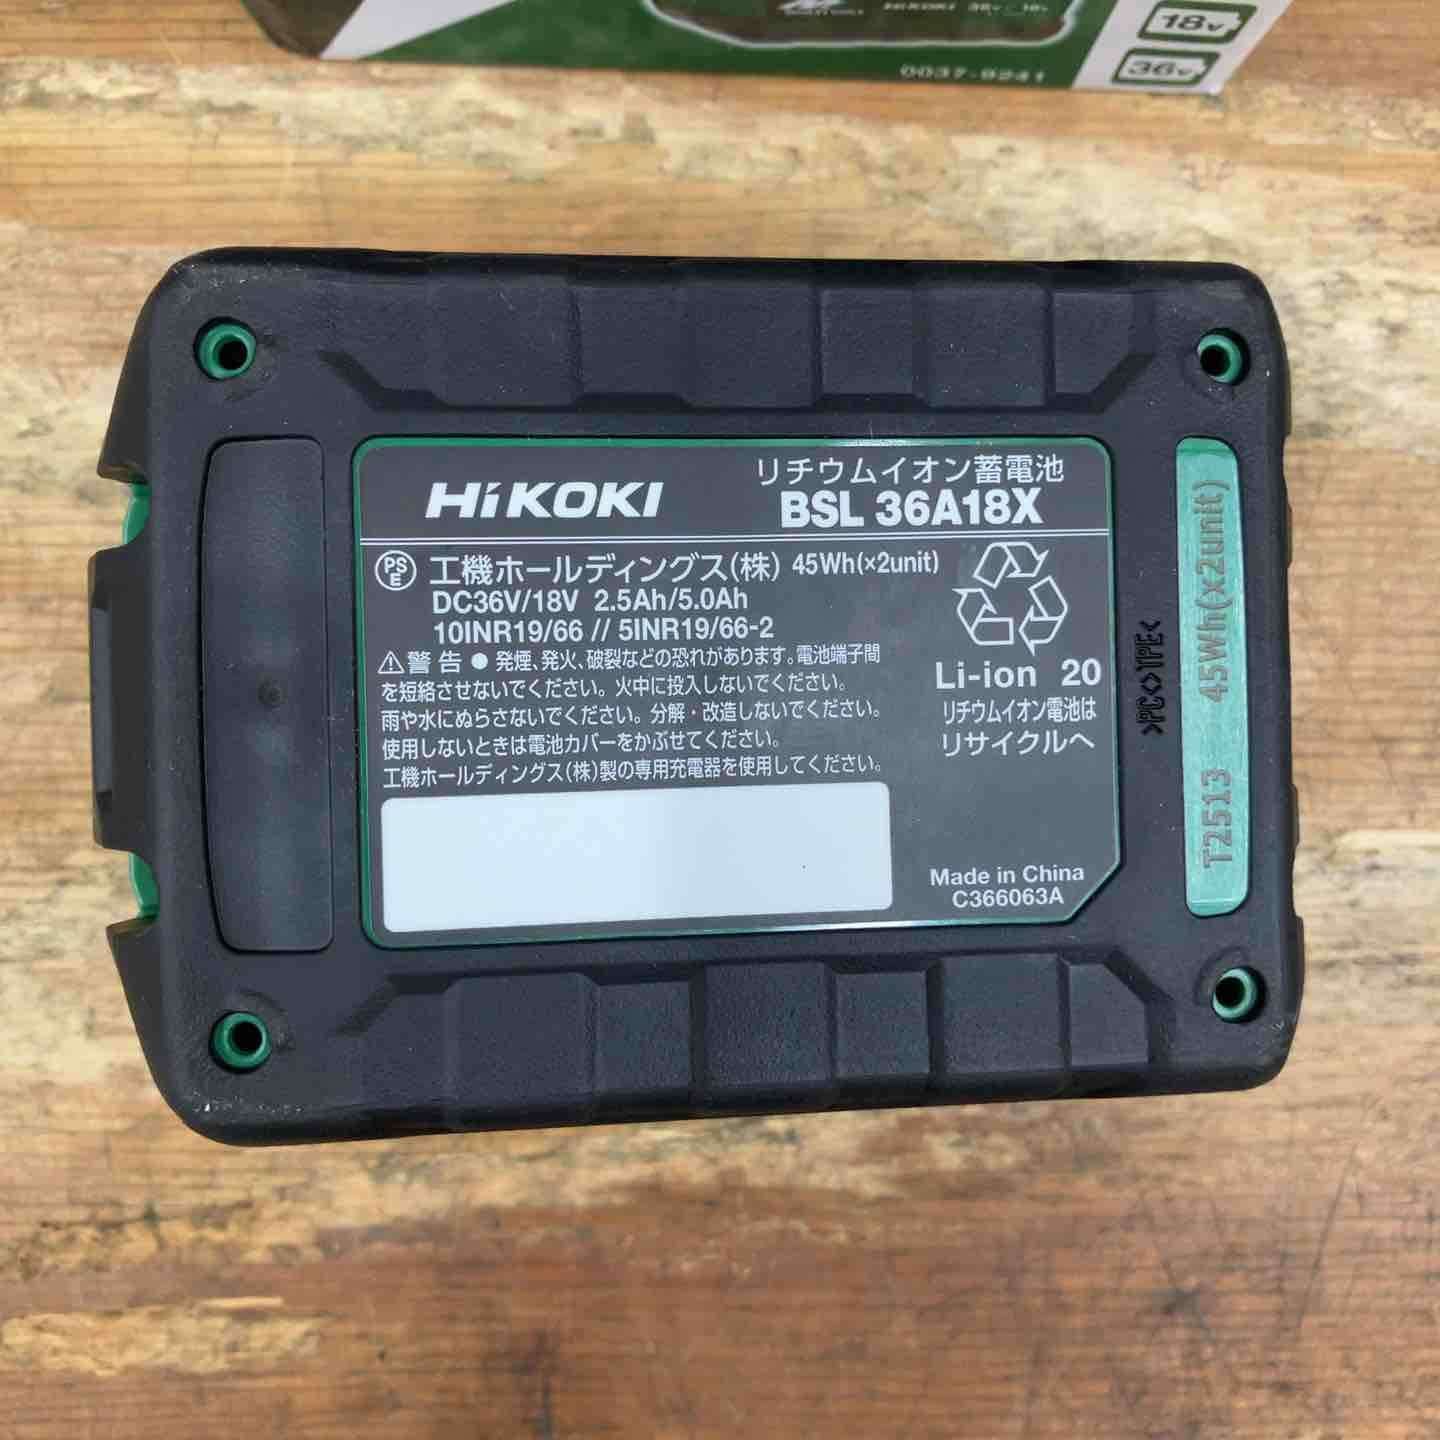 HiKOKI 36v 18v
0037-9241
18v
36v
HiKOKI
リチウムイオン蓄電池
BSL 36A18X
PSE 工機ホールディングス(株) 45Wh(×2unit)
DC36V/18V 2.5Ah/5.0Ah
10INR19/66 // 5INR19/66-2
⚠警告 ● 発煙、発火、破裂などの恐れがあります。電池端子間
を短絡させないでください。火中に投入しないでください。
雨や水にぬらさないでください。分解・改造しないでください。
使用しないときは電池カバーをかぶせてください。
工機ホールディングス(株)製の専用充電器を使用してください。
Li-ion 20
リチウムイオン電池は
リサイクルへ
Made in China
C366063A
>PC<>TPE<
T2513 45Wh(x2unit)